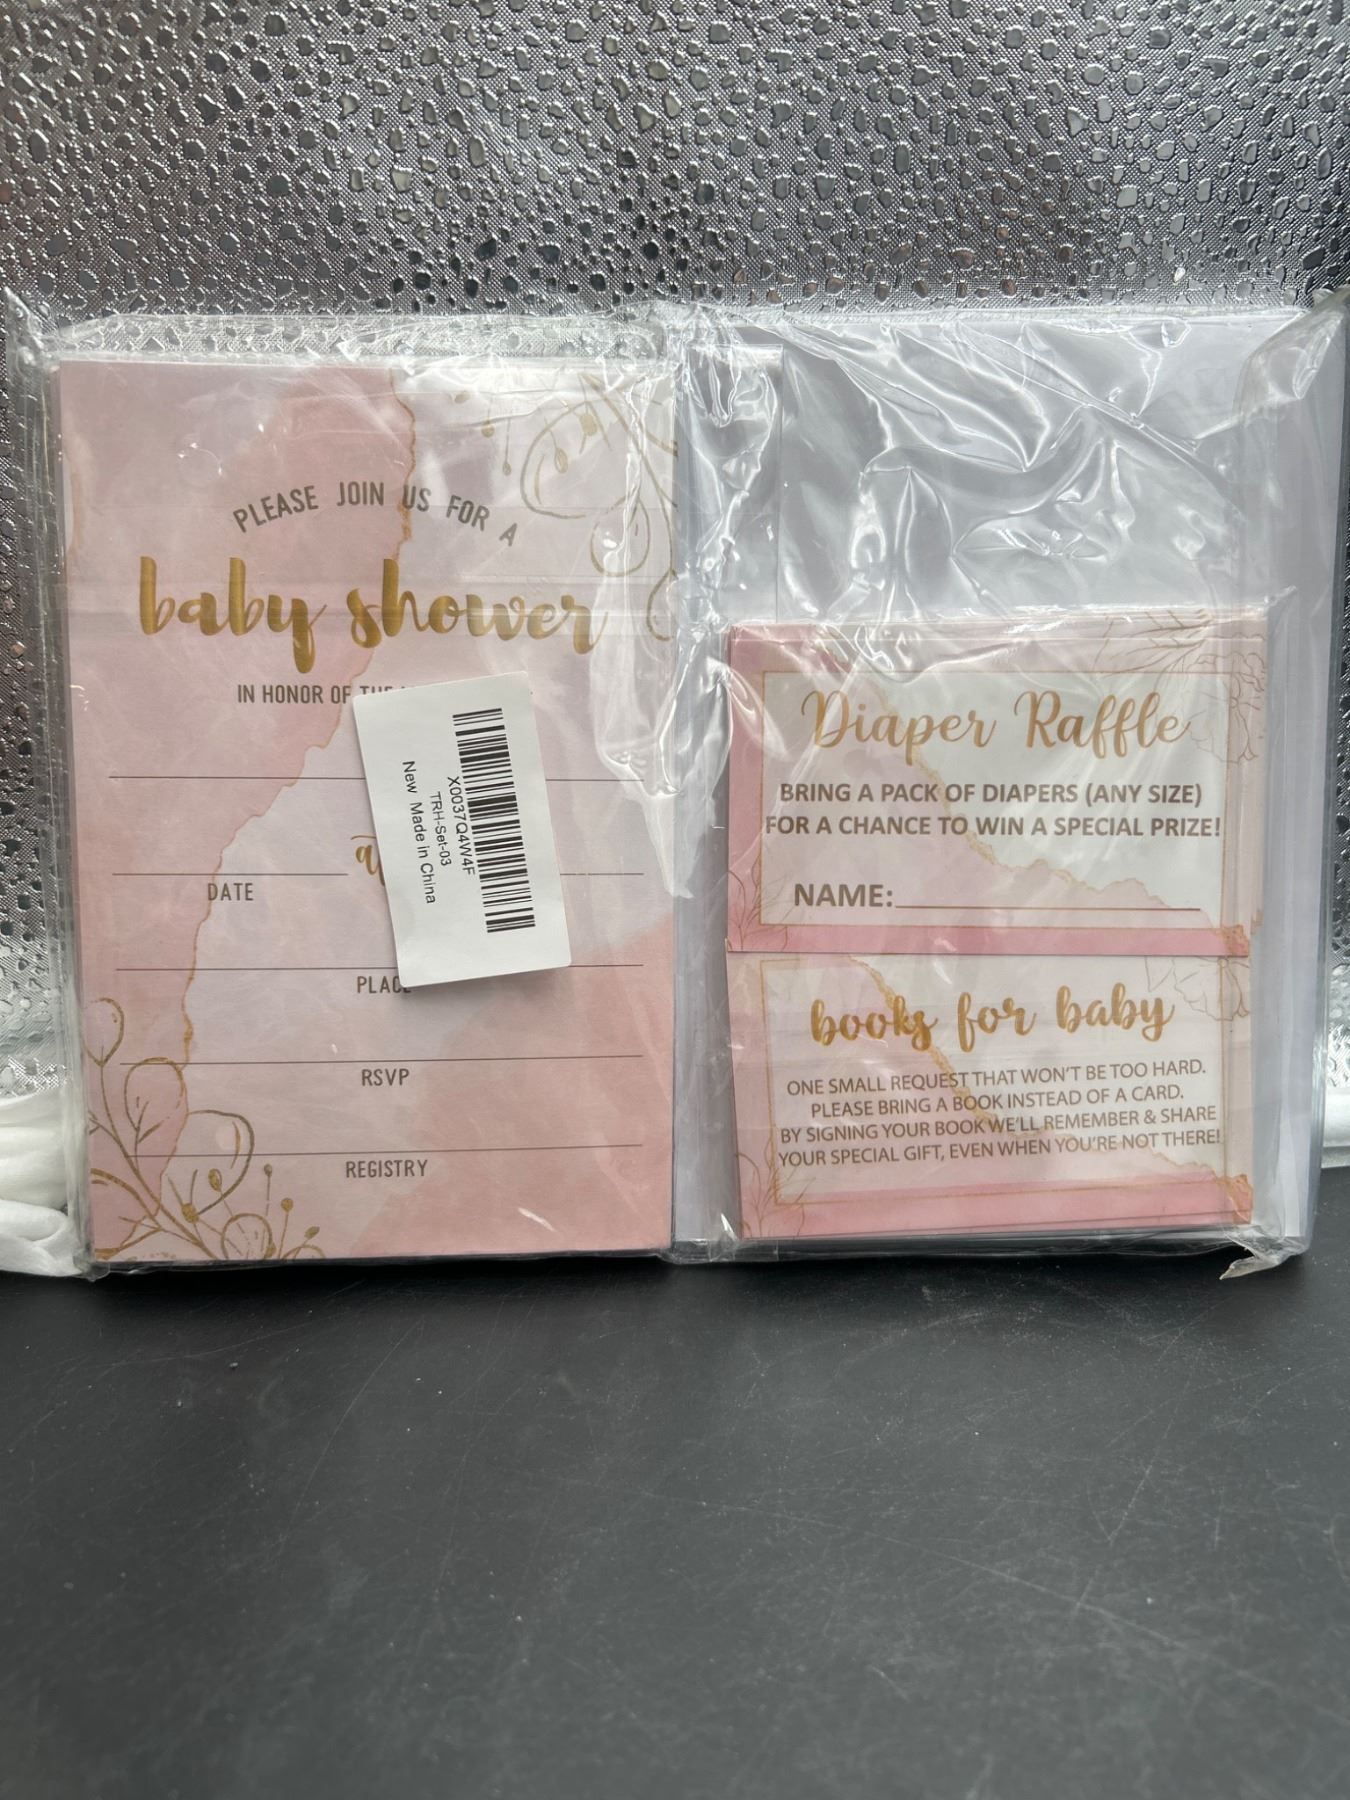 PLEASE JOIN US FOR A
baby shower
IN HONOR OF THE
DATE
PLACE
RSVP
REGISTRY
X0037Q4W4F
TRH-Set-03
New Made in China
Diaper Raffle
BRING A PACK OF DIAPERS (ANY SIZE)
FOR A CHANCE TO WIN A SPECIAL PRIZE!
NAME:
books for baby
ONE SMALL REQUEST THAT WON'T BE TOO HARD.
PLEASE BRING A BOOK INSTEAD OF A CARD.
BY SIGNING YOUR BOOK WE'LL REMEMBER & SHARE
YOUR SPECIAL GIFT, EVEN WHEN YOU'RE NOT THERE!